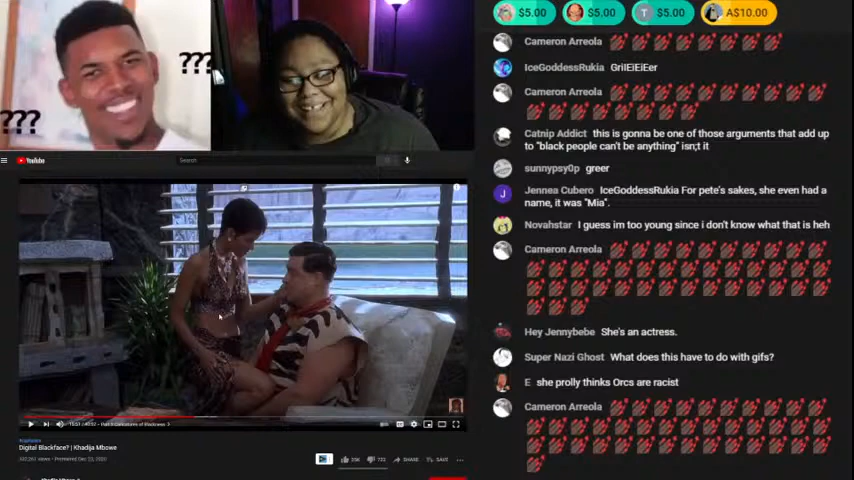 ???
???
$5.00
$5.00
T $5.00
A$10.00
Cameron Arreola
IceGoddessRukia GriIEiEiEer
Cameron Arreola
Catnip Addict this is gonna be one of those arguments that add up
to "black people can't be anything" isn;t it
sunnypsy0p greer
J Jennea Cubero IceGoddessRukia For pete's sakes, she even had a
name, it was "Mia".
Novahstar I guess im too young since i don't know what that is heh
Cameron Arreola
Hey Jennybebe She's an actress.
Super Nazi Ghost What does this have to do with gifs?
E she prolly thinks Orcs are racist
Cameron Arreola
YouTube
Search
Digital Blackface? | Khadija Mbowe
SHARE
SAVE